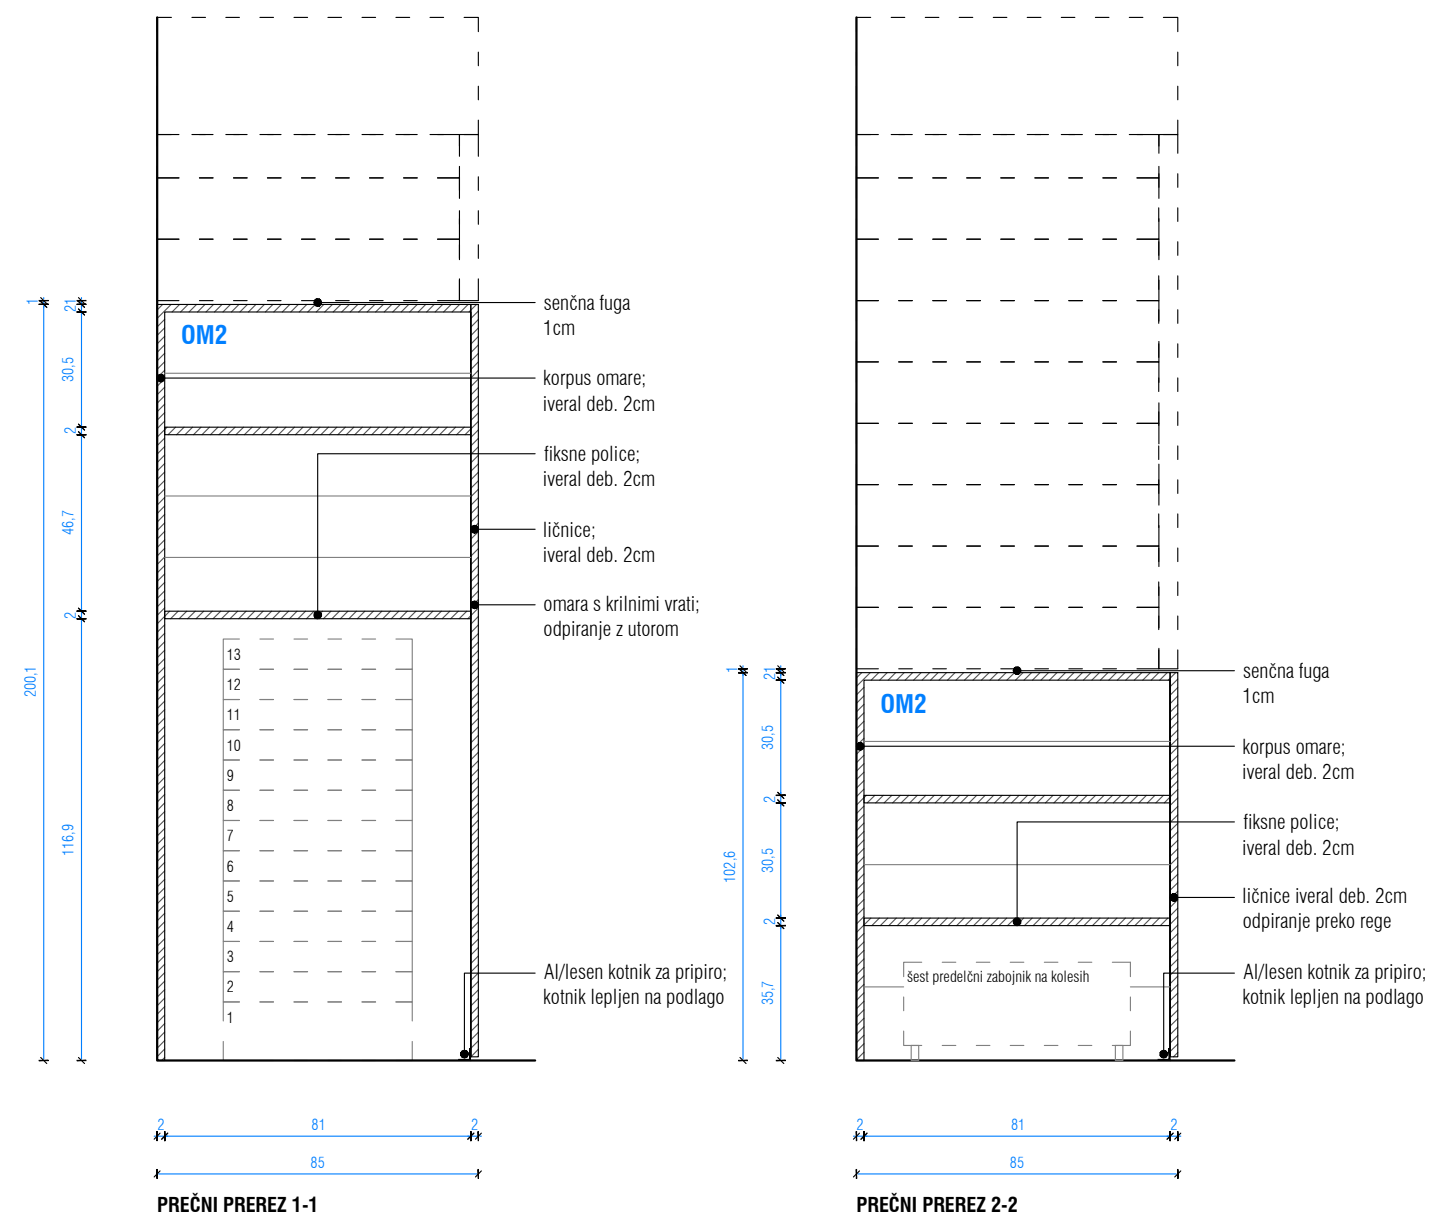 OM2
senčna fuga
1cm
korpus omare;
iveral deb. 2cm
fiksne police;
iveral deb. 2cm
ličnice;
iveral deb. 2cm
omara s krilnimi vrati;
odpiranje z utorom
Al/lesen kotnik za pripiro;
kotnik lepljen na podlago
13
12
11
10
9
8
7
6
5
4
3
2
1
1
200,1
21
30,5
2
46,7
2
116,9
2 81 2
85
PREČNI PREREZ 1-1
OM2
senčna fuga
1cm
korpus omare;
iveral deb. 2cm
fiksne police;
iveral deb. 2cm
ličnice iveral deb. 2cm
odpiranje preko rege
Al/lesen kotnik za pripiro;
kotnik lepljen na podlago
šest predelčni zabojnik na kolesih
1
102,6
21
30,5
2
30,5
2
35,7
2 81 2
85
PREČNI PREREZ 2-2